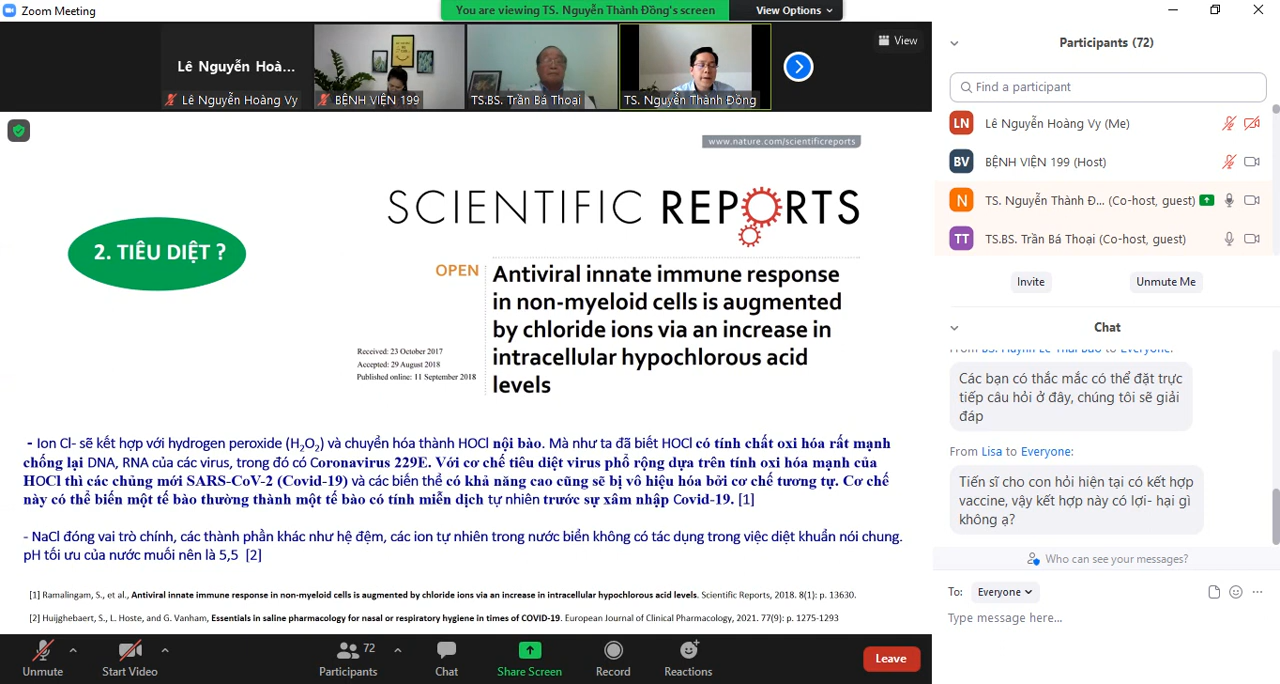 Zoom Meeting
You are viewing TS. Nguyễn Thành Đồng's screen
View Options
Lê Nguyễn Hoà...
Lê Nguyễn Hoàng Vy
BỆNH VIỆN 199
TS.BS. Trần Bá Thoại
TS. Nguyễn Thành Đồng
View
www.nature.com/scientificreports
SCIENTIFIC REPORTS
2. TIÊU DIỆT ?
OPEN
Antiviral innate immune response
in non-myeloid cells is augmented
by chloride ions via an increase in
intracellular hypochlorous acid
levels
Received: 23 October 2017
Accepted: 29 August 2018
Published online: 11 September 2018
- Ion Cl- sẽ kết hợp với hydrogen peroxide (H2O2) và chuyển hóa thành HOCl nội bào. Mà như ta đã biết HOCl có tính chất oxi hóa rất mạnh
chống lại DNA, RNA của các virus, trong đó có Coronavirus 229E. Với cơ chế tiêu diệt virus phổ rộng dựa trên tính oxi hóa mạnh của
HOCl thì các chủng mới SARS-CoV-2 (Covid-19) và các biến thể có khả năng cao cũng sẽ bị vô hiệu hóa bởi cơ chế tương tự. Cơ chế
này có thể biến một tế bào thường thành một tế bào có tính miễn dịch tự nhiên trước sự xâm nhập Covid-19. [1]
- NaCl đóng vai trò chính, các thành phần khác như hệ đệm, các ion tự nhiên trong nước biển không có tác dụng trong việc diệt khuẩn nói chung.
pH tối ưu của nước muối nên là 5,5 [2]
[1] Ramalingam, S., et al., Antiviral innate immune response in non-myeloid cells is augmented by chloride ions via an increase in intracellular hypochlorous acid levels. Scientific Reports, 2018. 8(1): p. 13630.
[2] Huijghebaert, S., L. Hoste, and G. Vanham, Essentials in saline pharmacology for nasal or respiratory hygiene in times of COVID-19. European Journal of Clinical Pharmacology, 2021. 77(9): p. 1275-1293
Unmute
Start Video
72
Participants
Chat
Share Screen
Record
Reactions
Leave
Participants (72)
Find a participant
LN Lê Nguyễn Hoàng Vy (Me)
BV BỆNH VIỆN 199 (Host)
N TS. Nguyễn Thành Đ... (Co-host, guest)
TT TS.BS. Trần Bá Thoại (Co-host, guest)
Invite
Unmute Me
Chat
Các bạn có thắc mắc có thể đặt trực
tiếp câu hỏi ở đây, chúng tôi sẽ giải
đáp
From Lisa to Everyone:
Tiến sĩ cho con hỏi hiện tại có kết hợp
vaccine, vậy kết hợp này có lợi- hại gì
không ạ?
Who can see your messages?
To: Everyone
Type message here...